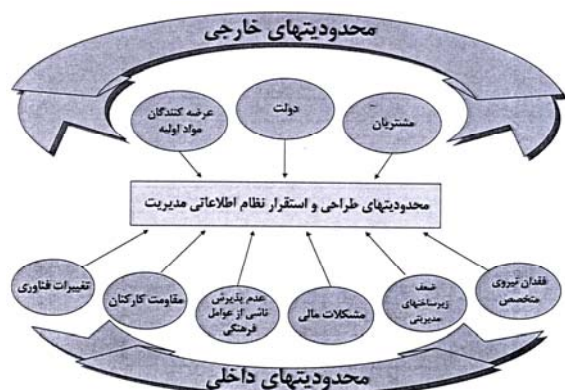 محدودیتهای خارجی
مشتریان
دولت
عرضه کنندگان
مواد اولیه
محدودیتهای طراحی و استقرار نظام اطلاعاتی مدیریت
فقدان نیروی
متخصص
ضعف
زیرساختهای
مدیریتی
مشکلات مالی
عدم پذیرش
ناشی از عوامل
فرهنگی
مقاومت کارکنان
تغییرات فناوری
محدودیتهای داخلی